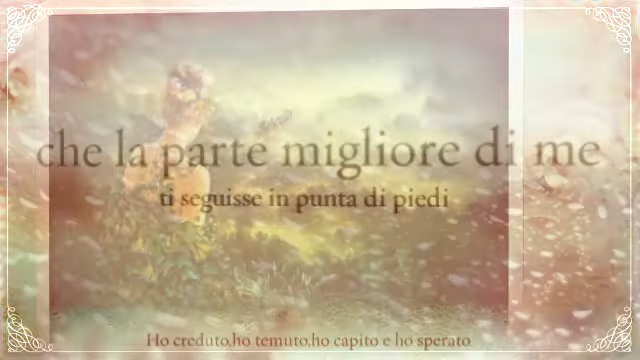 che la parte migliore di me
ti seguisse in punta di piedi
Ho creduto,ho temuto,ho capito e ho sperato